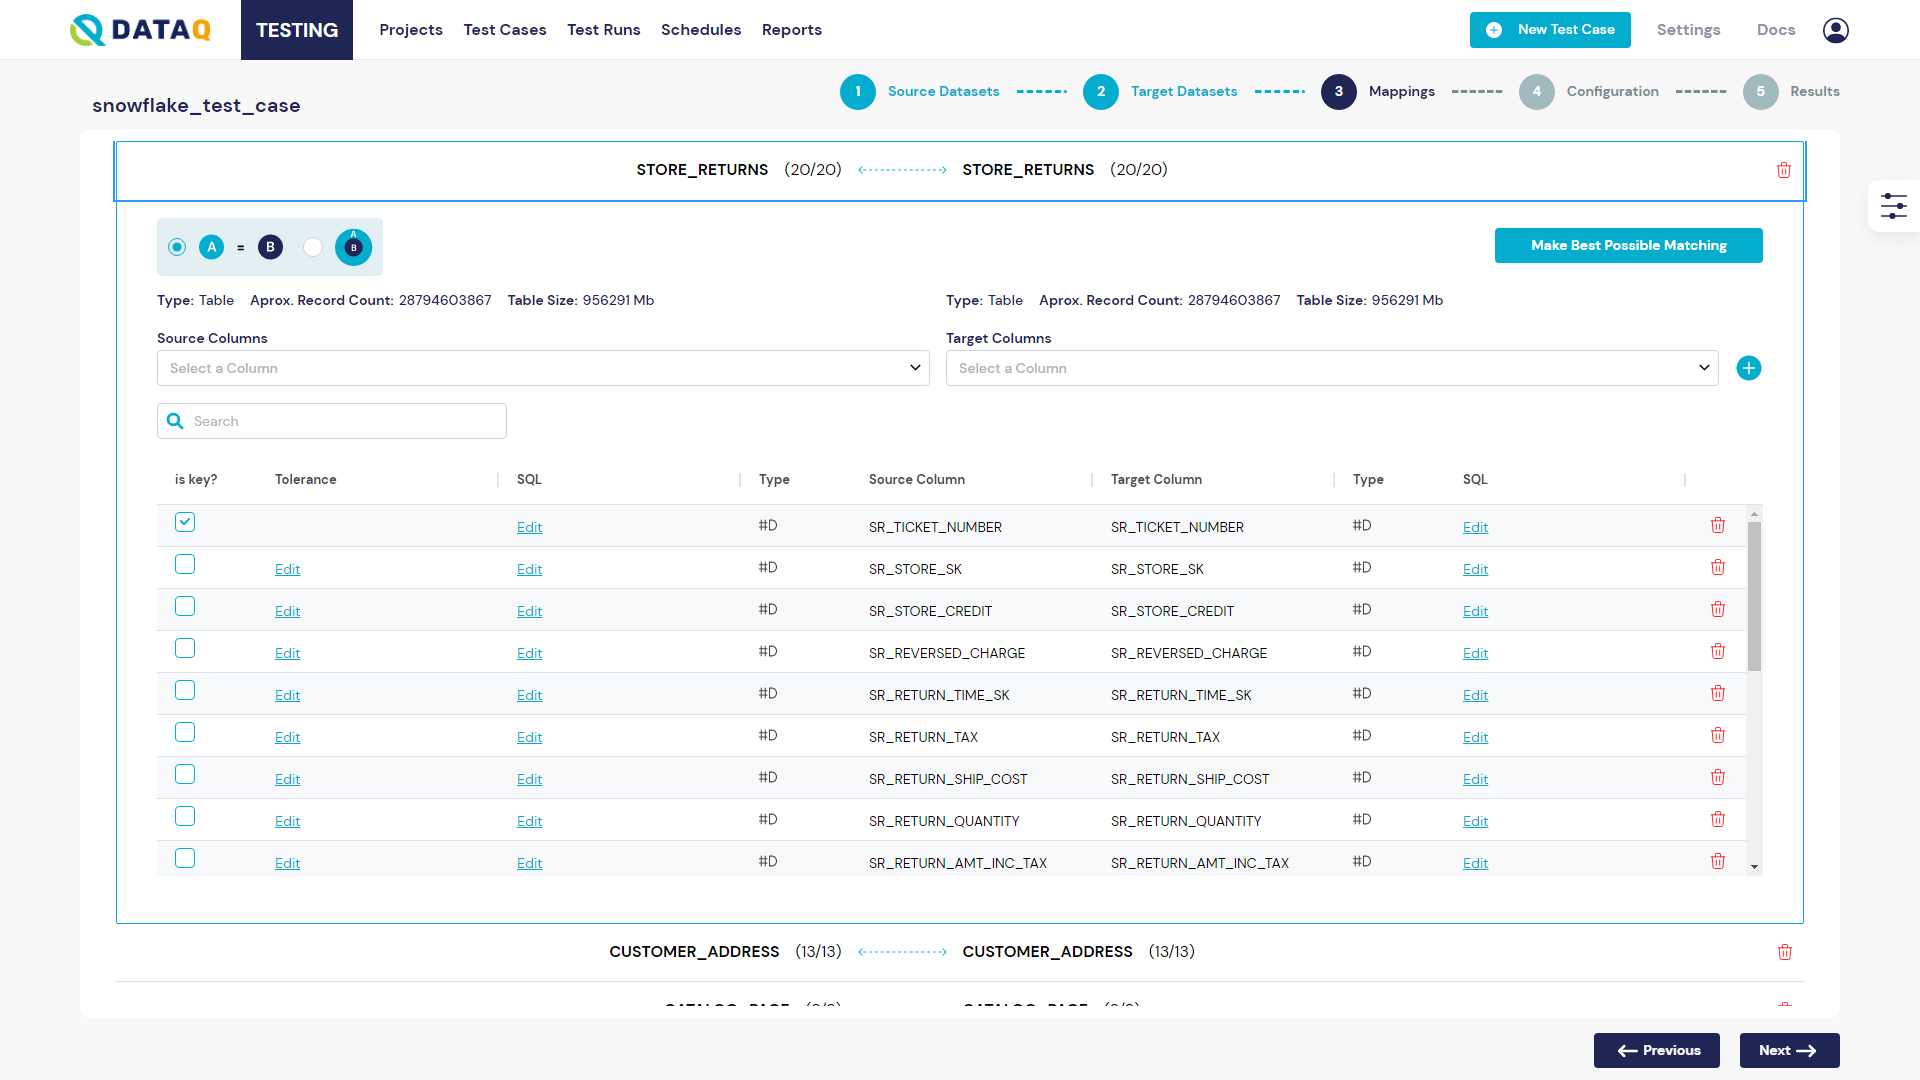 DATAQ TESTING Projects Test Cases Test Runs Schedules Reports New Test Case Settings Docs
snowflake_test_case
1 Source Datasets 2 Target Datasets 3 Mappings 4 Configuration 5 Results
STORE_RETURNS (20/20) STORE_RETURNS (20/20)
A = B A B Make Best Possible Matching
Type: Table Aprox. Record Count: 28794603867 Table Size: 956291 Mb Type: Table Aprox. Record Count: 28794603867 Table Size: 956291 Mb
Source Columns Target Columns
Select a Column Select a Column
Search
is key? Tolerance SQL Type Source Column Target Column Type SQL
Edit #D SR_TICKET_NUMBER SR_TICKET_NUMBER #D Edit
Edit Edit #D SR_STORE_SK SR_STORE_SK #D Edit
Edit Edit #D SR_STORE_CREDIT SR_STORE_CREDIT #D Edit
Edit Edit #D SR_REVERSED_CHARGE SR_REVERSED_CHARGE #D Edit
Edit Edit #D SR_RETURN_TIME_SK SR_RETURN_TIME_SK #D Edit
Edit Edit #D SR_RETURN_TAX SR_RETURN_TAX #D Edit
Edit Edit #D SR_RETURN_SHIP_COST SR_RETURN_SHIP_COST #D Edit
Edit Edit #D SR_RETURN_QUANTITY SR_RETURN_QUANTITY #D Edit
Edit Edit #D SR_RETURN_AMT_INC_TAX SR_RETURN_AMT_INC_TAX #D Edit
CUSTOMER_ADDRESS (13/13) CUSTOMER_ADDRESS (13/13)
Previous Next